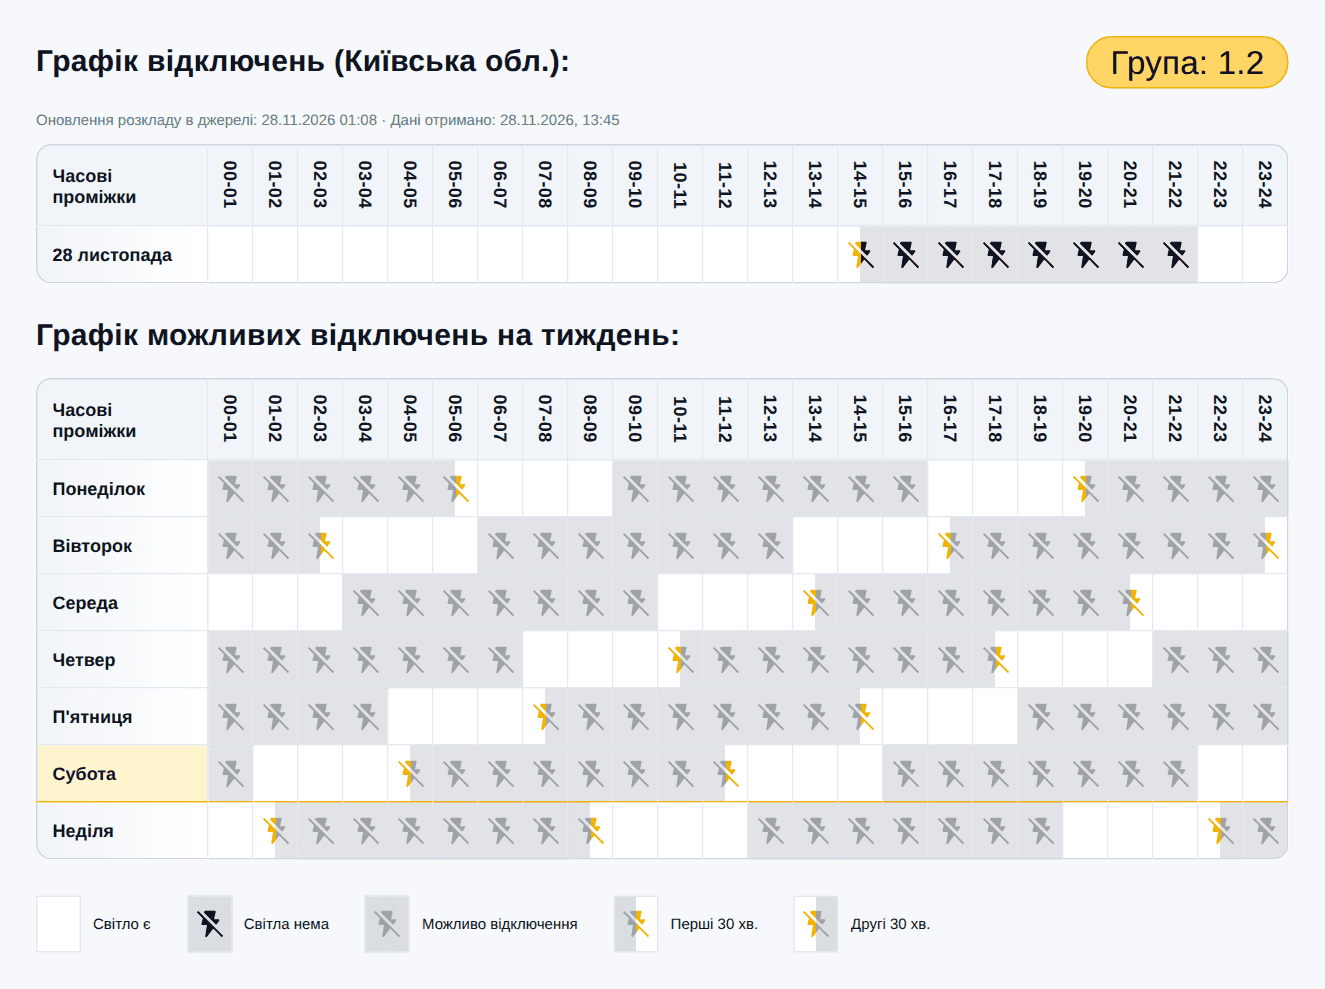 Графік відключень (Київська обл.):
Група: 1.2
Оновлення розкладу в джерелі: 28.11.2026 01:08 · Дані отримано: 28.11.2026, 13:45
Часові
проміжки
00-01 01-02 02-03 03-04 04-05 05-06 06-07 07-08 08-09 09-10 10-11 11-12 12-13 13-14 14-15 15-16 16-17 17-18 18-19 19-20 20-21 21-22 22-23 23-24
28 листопада
Графік можливих відключень на тиждень:
Часові
проміжки
00-01 01-02 02-03 03-04 04-05 05-06 06-07 07-08 08-09 09-10 10-11 11-12 12-13 13-14 14-15 15-16 16-17 17-18 18-19 19-20 20-21 21-22 22-23 23-24
Понеділок
Вівторок
Середа
Четвер
П'ятниця
Субота
Неділя
Світло є
Світла нема
Можливо відключення
Перші 30 хв.
Другі 30 хв.